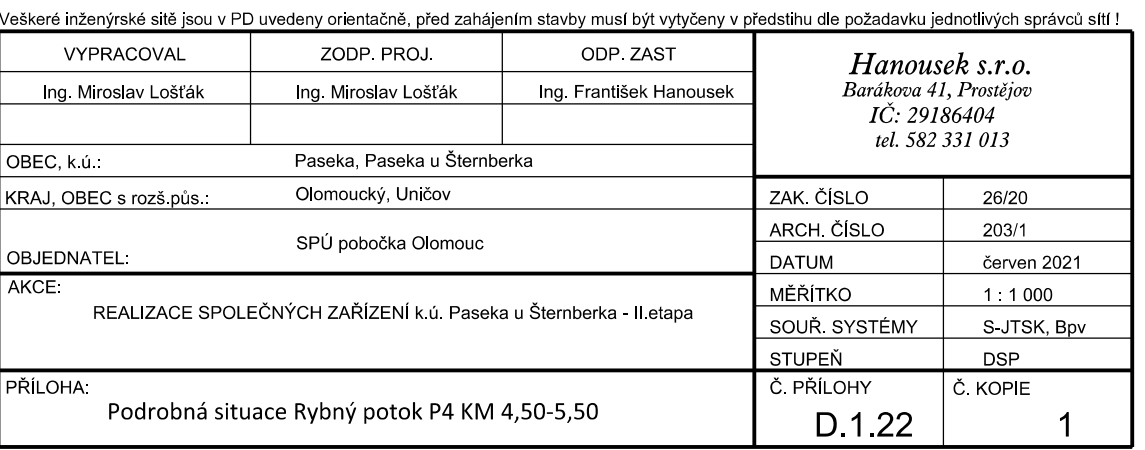 Veškeré inženýrské sítě jsou v PD uvedeny orientačně, před zahájením stavby musí být vytyčeny v předstihu dle požadavku jednotlivých správců sítí !
VYPRACOVAL ZODP. PROJ. ODP. ZAST
Ing. Miroslav Lošťák Ing. Miroslav Lošťák Ing. František Hanousek
Hanousek s.r.o.
Barákova 41, Prostějov
IČ: 29186404
tel. 582 331 013
OBEC, k.ú.: Paseka, Paseka u Šternberka
KRAJ, OBEC s rozš.půs.: Olomoucký, Uničov
SPÚ pobočka Olomouc
OBJEDNATEL:
AKCE:
REALIZACE SPOLEČNÝCH ZAŘÍZENÍ k.ú. Paseka u Šternberka - II.etapa
ZAK. ČÍSLO 26/20
ARCH. ČÍSLO 203/1
DATUM červen 2021
MĚŘÍTKO 1 : 1 000
SOUŘ. SYSTÉMY S-JTSK, Bpv
STUPEŇ DSP
PŘÍLOHA:
Podrobná situace Rybný potok P4 KM 4,50-5,50
Č. PŘÍLOHY Č. KOPIE
D.1.22 1